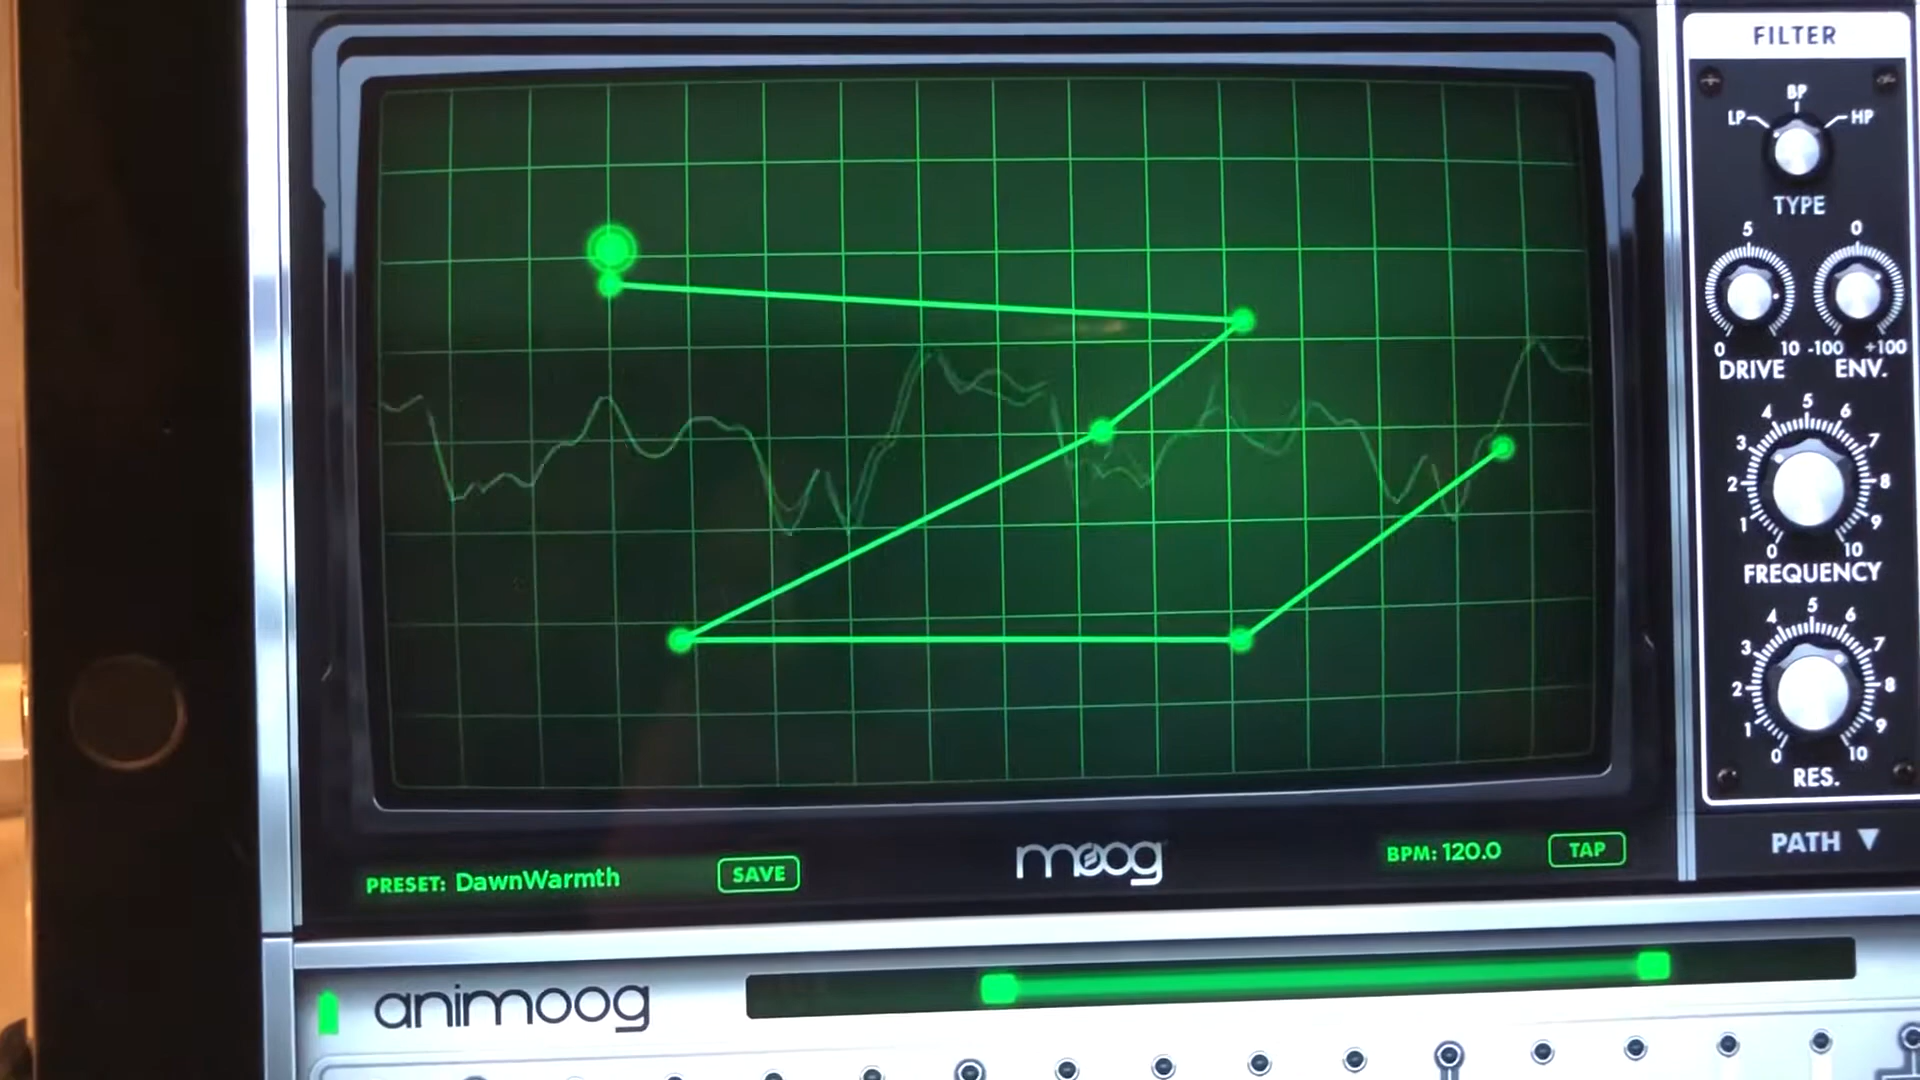 FILTER
BP
LP
HP
TYPE
5
0
0
10
-100
+100
DRIVE
ENV.
5
4
6
3
7
2
8
1
9
0
10
FREQUENCY
5
4
6
3
7
2
8
1
9
0
10
RES.
PATH ▼
PRESET: DawnWarmth
SAVE
moog
BPM: 120.0
TAP
animoog